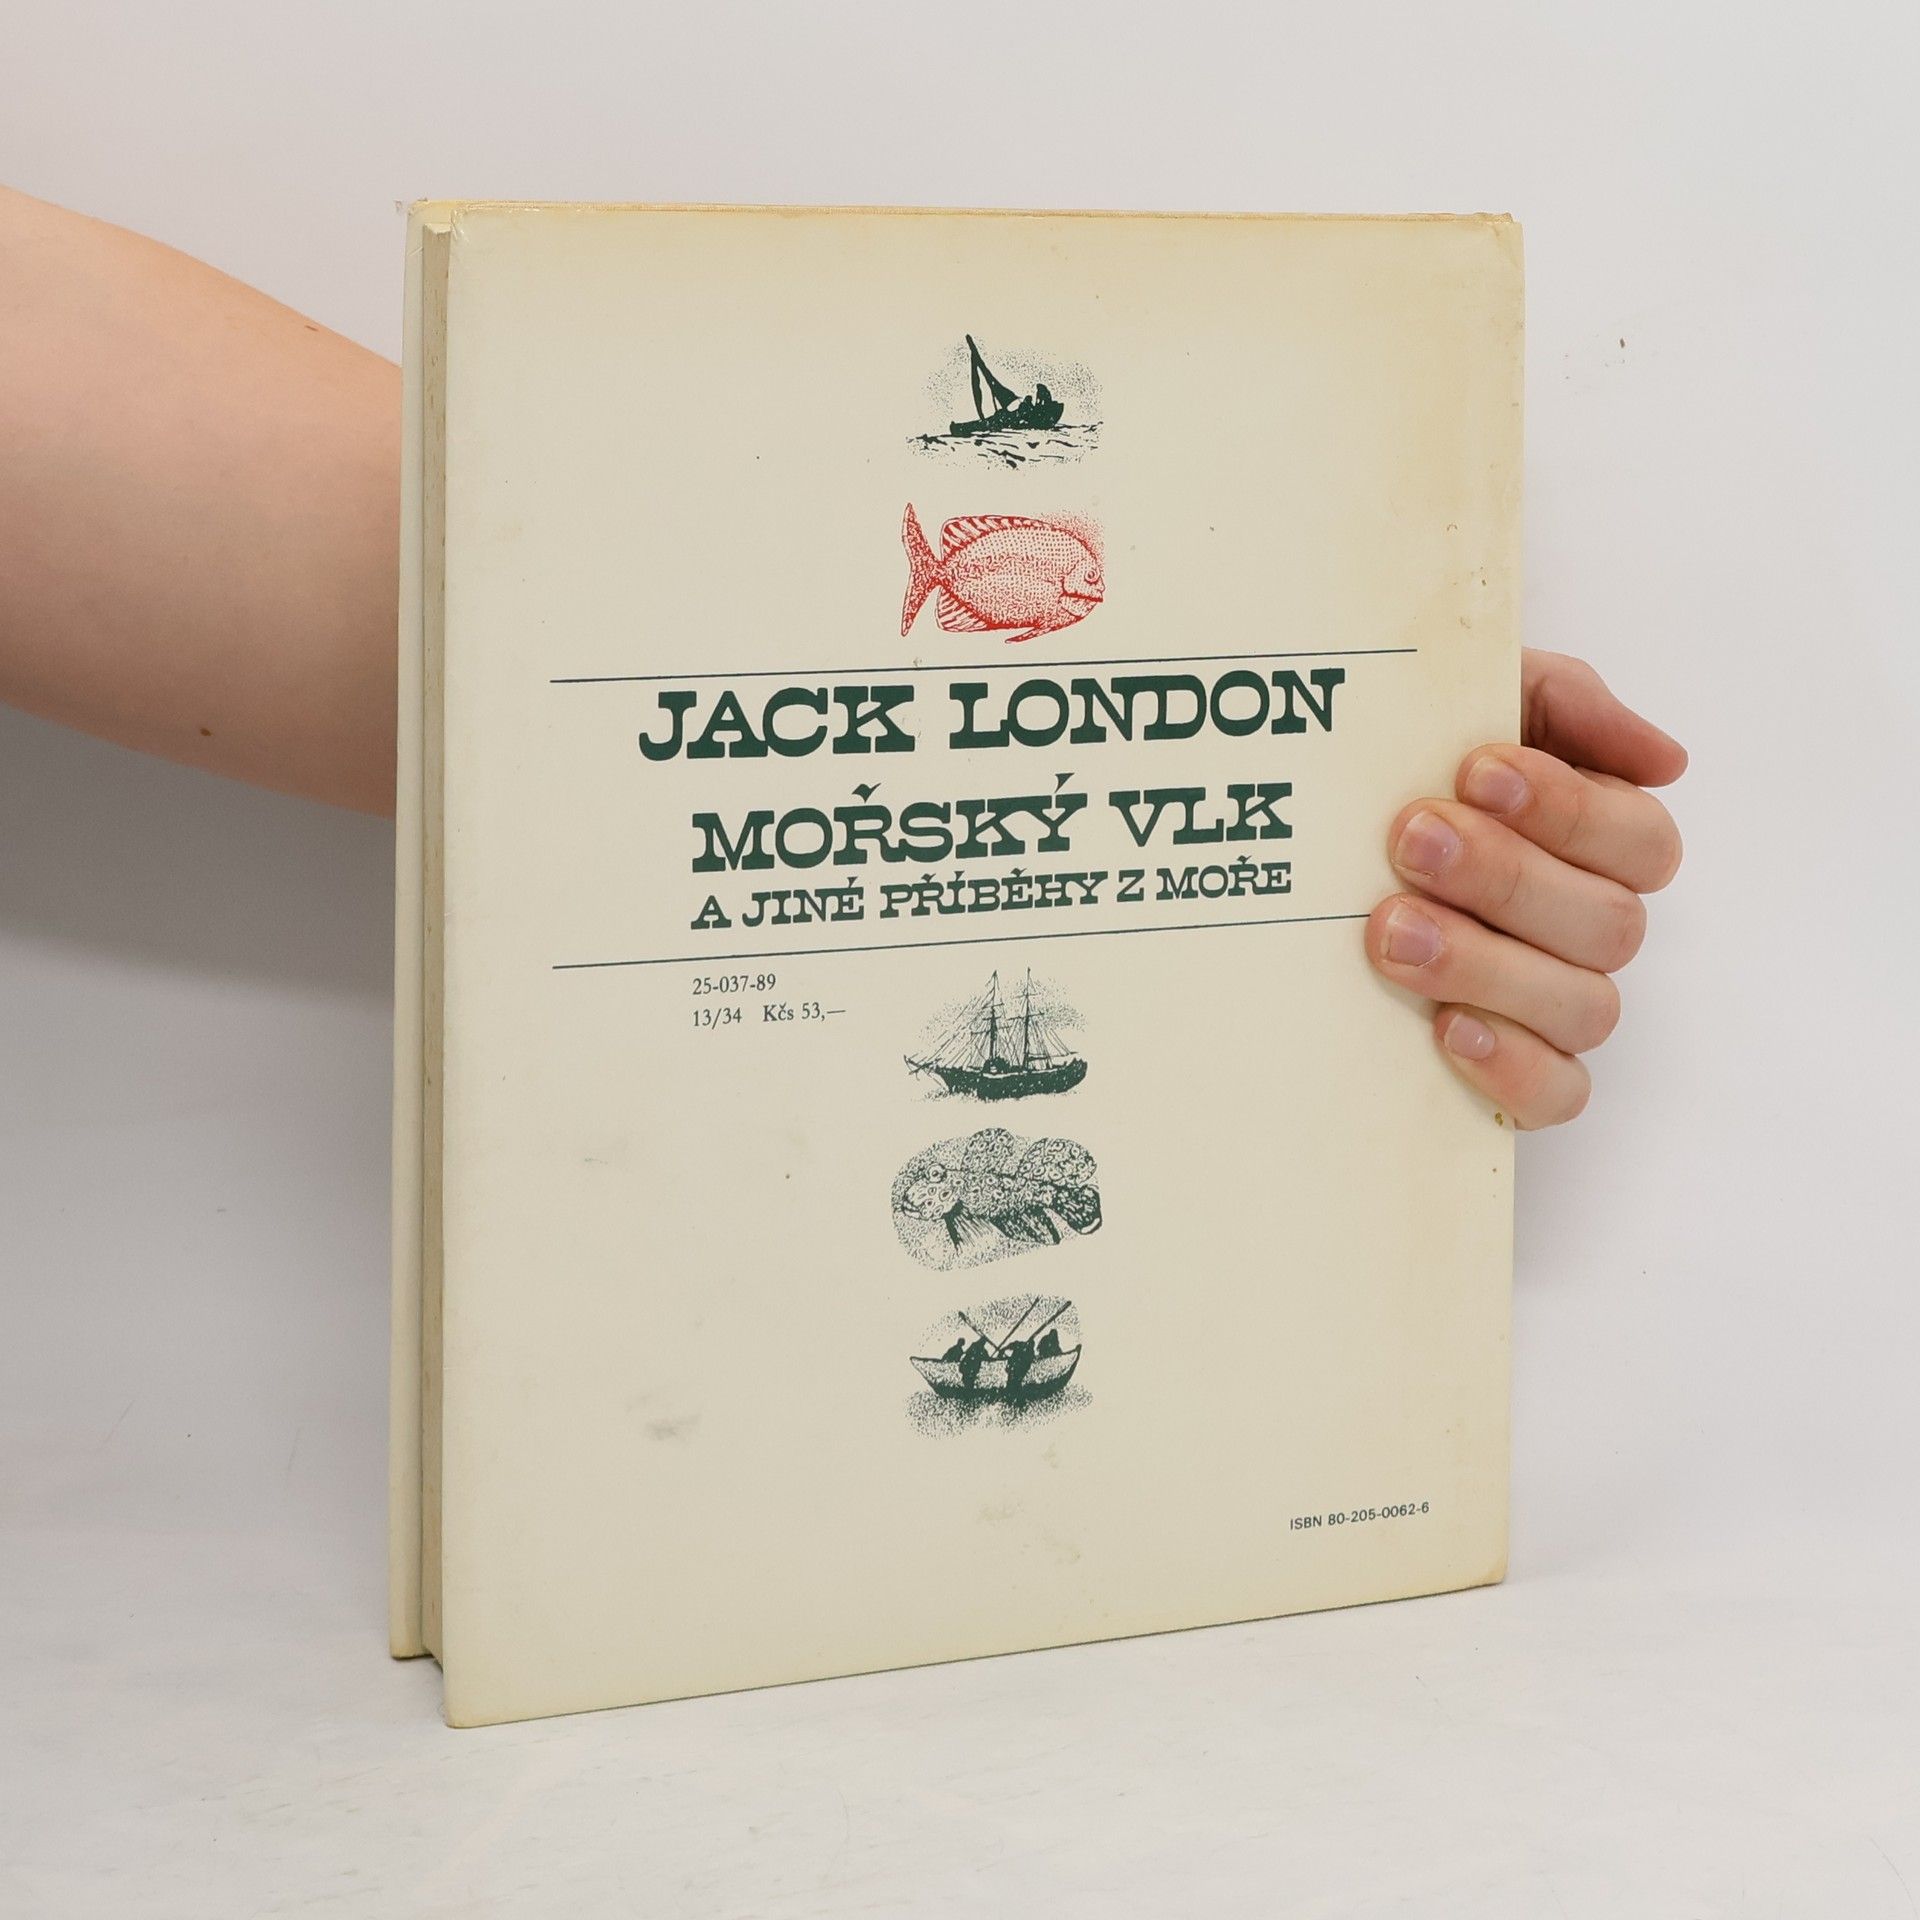 JACK LONDON
MOŘSKÝ VLK
A JINÉ PŘÍBĚHY Z MOŘE
25-037-89
13/34 Kčs 53,—
ISBN 80-205-0062-6